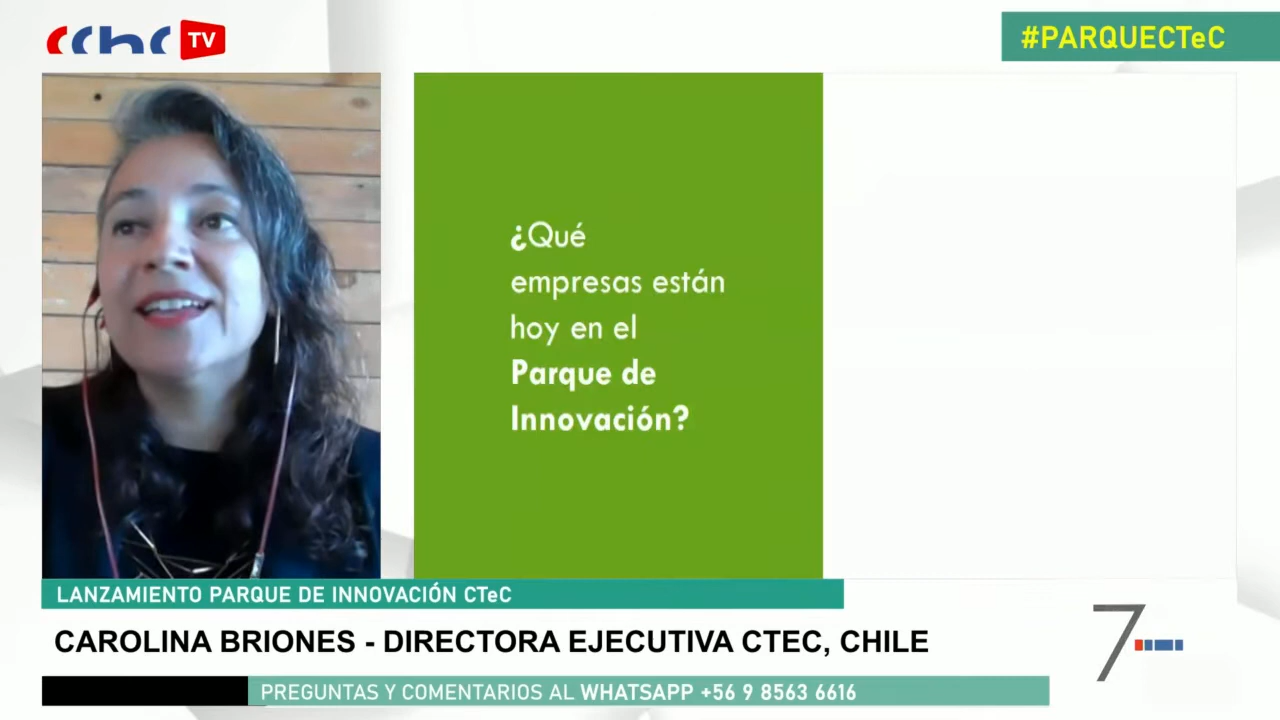 cchc TV
#PARQUECTeC
¿Qué
empresas están
hoy en el
Parque de
Innovación?
LANZAMIENTO PARQUE DE INNOVACIÓN CTeC
CAROLINA BRIONES - DIRECTORA EJECUTIVA CTEC, CHILE
7
PREGUNTAS Y COMENTARIOS AL WHATSAPP +56 9 8563 6616